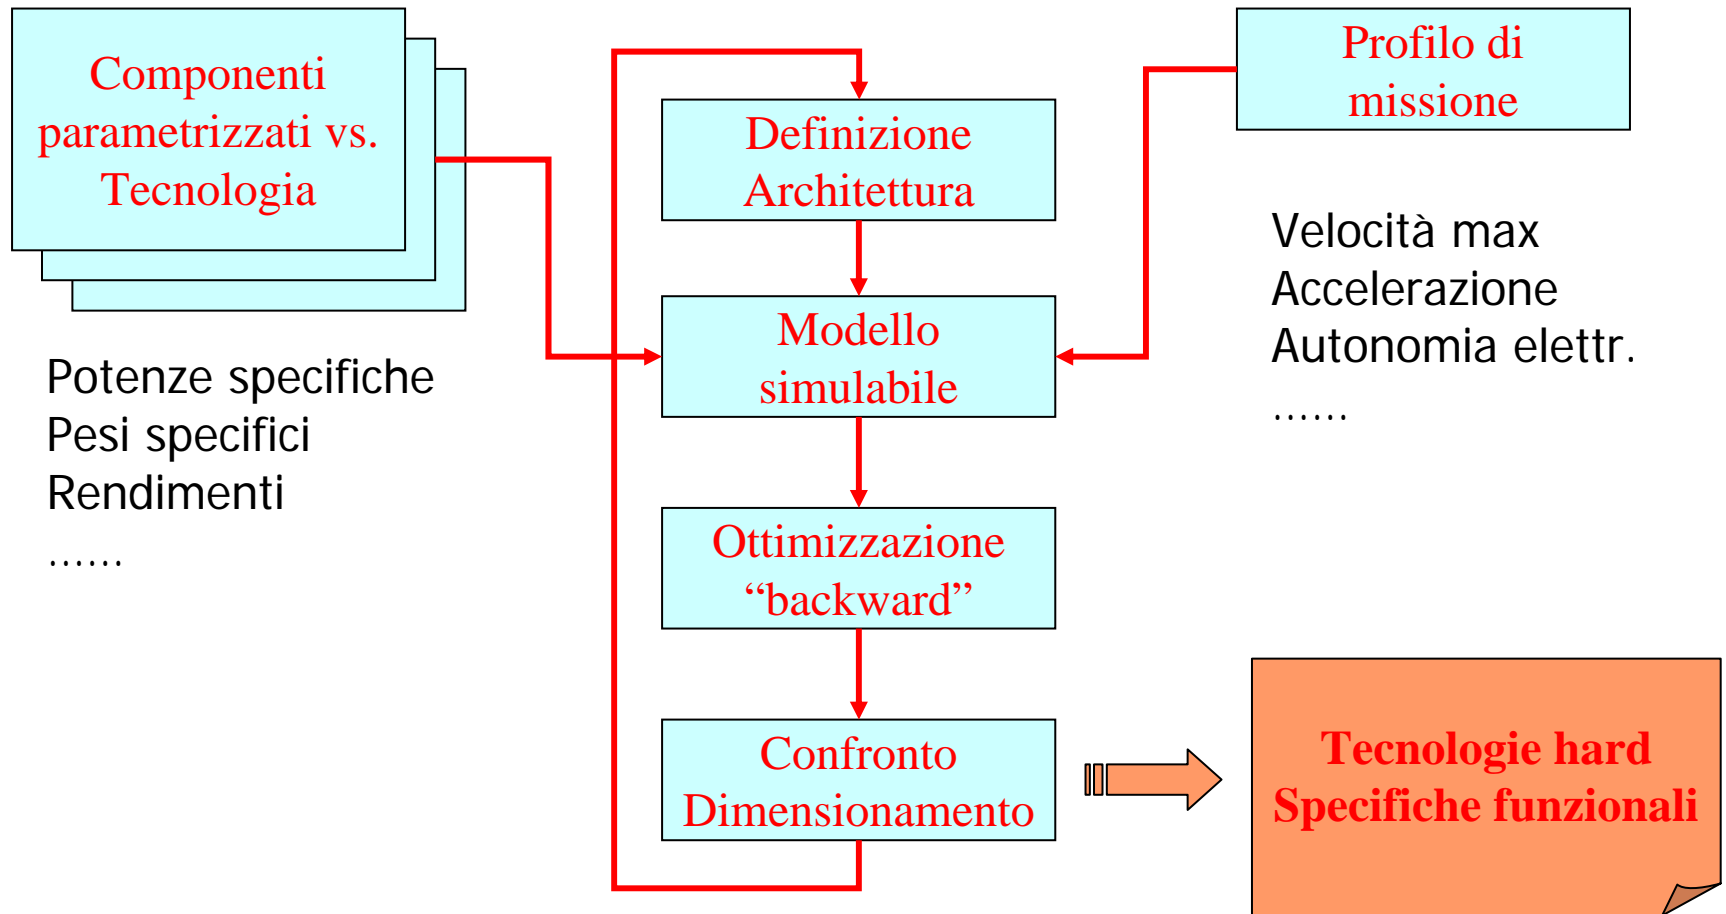 Componenti
parametrizzati vs.
Tecnologia
Potenze specifiche
Pesi specifici
Rendimenti
......
Definizione
Architettura
Modello
simulabile
Ottimizzazione
“backward”
Confronto
Dimensionamento
Profilo di
missione
Velocità max
Accelerazione
Autonomia elettr.
......
Tecnologie hard
Specifiche funzionali